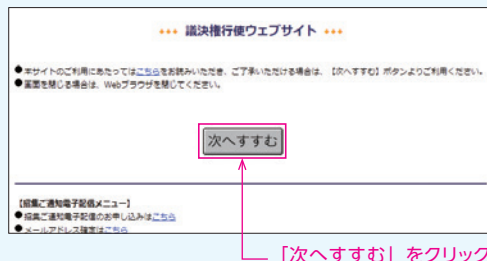 ••• 議決権行使ウェブサイト •••
●本サイトのご利用にあたってはこちらをお読みいただき、ご了承いただける場合は、【次へすすむ】ボタンよりご利用ください。
●画面を閉じる場合は、Webブラウザを閉じてください。
次へすすむ
【招集ご通知電子配信メニュー】
●招集ご通知電子配信のお申し込みはこちら
●メールアドレス確定はこちら
「次へすすむ」をクリック